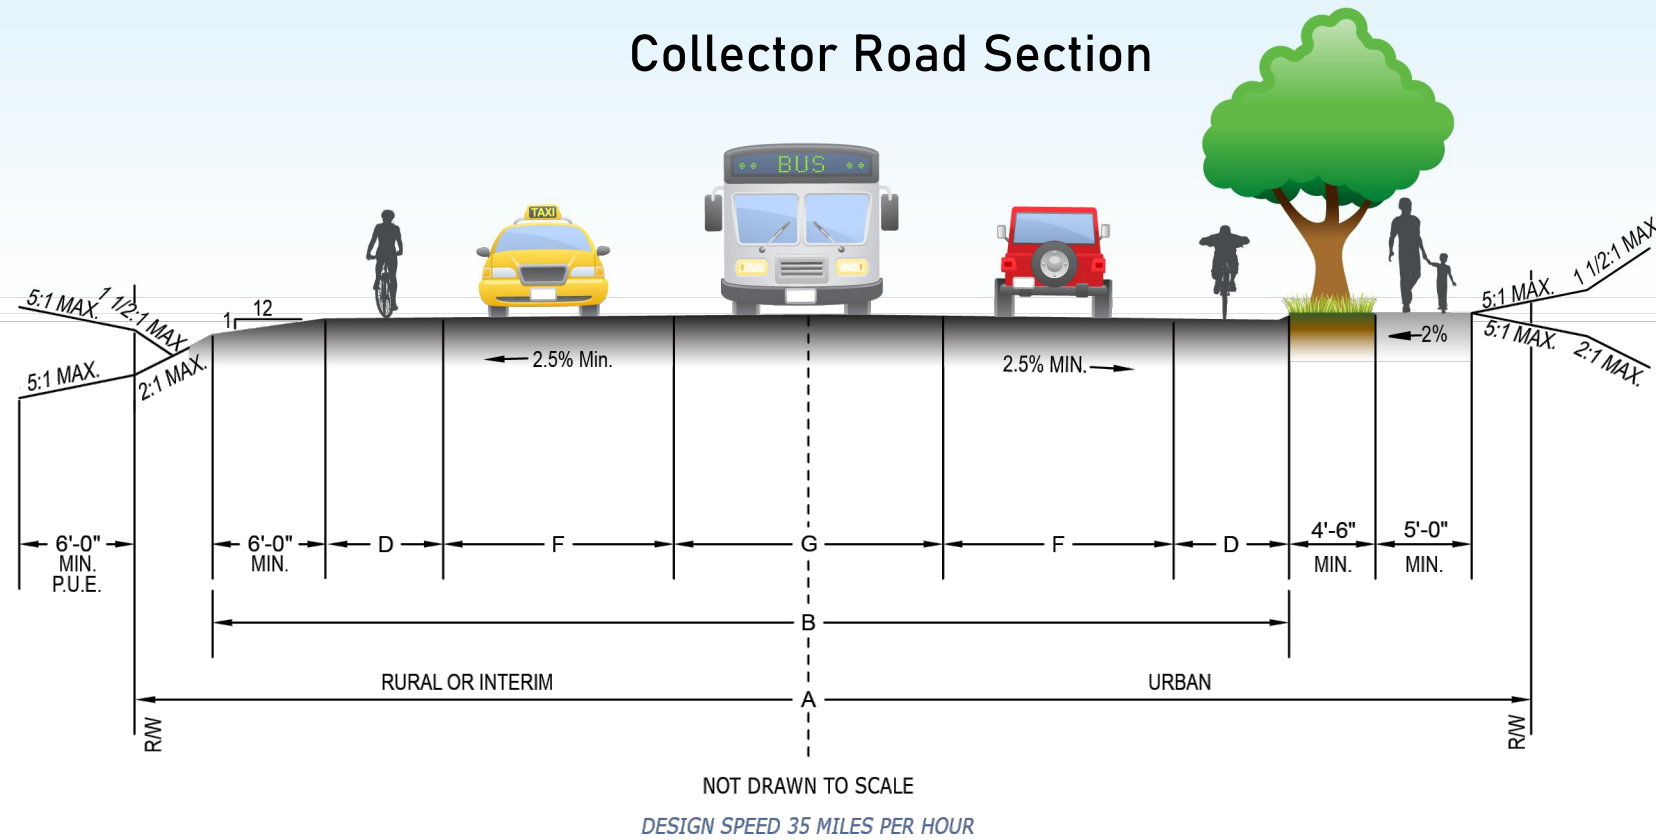 Collector Road Section
BUS
TAXI
5:1 MAX.
1 1/2:1 MAX
5:1 MAX.
2:1 MAX.
1
12
2.5% Min.
2.5% MIN.
2%
5:1 MAX.
1 1/2:1 MAX
5:1 MAX.
2:1 MAX.
6'-0"
MIN.
P.U.E.
6'-0"
MIN.
D
F
G
F
D
4'-6"
MIN.
5'-0"
MIN.
B
RURAL OR INTERIM
URBAN
A
R/W
R/W
NOT DRAWN TO SCALE
DESIGN SPEED 35 MILES PER HOUR